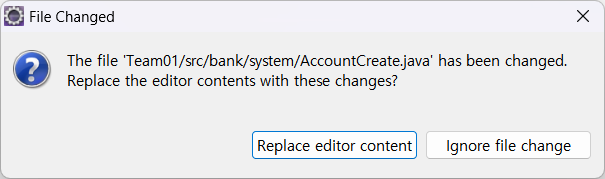 File Changed
The file 'Team01/src/bank/system/AccountCreate.java' has been changed.
Replace the editor contents with these changes?
Replace editor content
Ignore file change